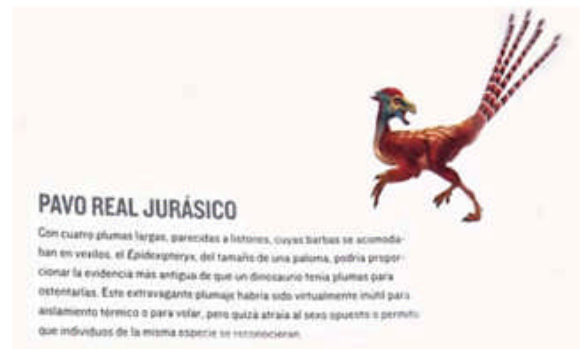 PAVO REAL JURÁSICO
Con cuatro plumas largas, parecidas a listones, cuyas barbas se acomoda-
ban en vexilos, el Epidexipteryx, del tamaño de una paloma, podría propor-
cionar la evidencia más antigua de que un dinosaurio tenía plumas para
ostentarlas. Este extravagante plumaje habría sido virtualmente inútil para
aislamiento térmico o para volar, pero quizá atraía al sexo opuesto o permitía
que individuos de la misma especie se reconocieran.